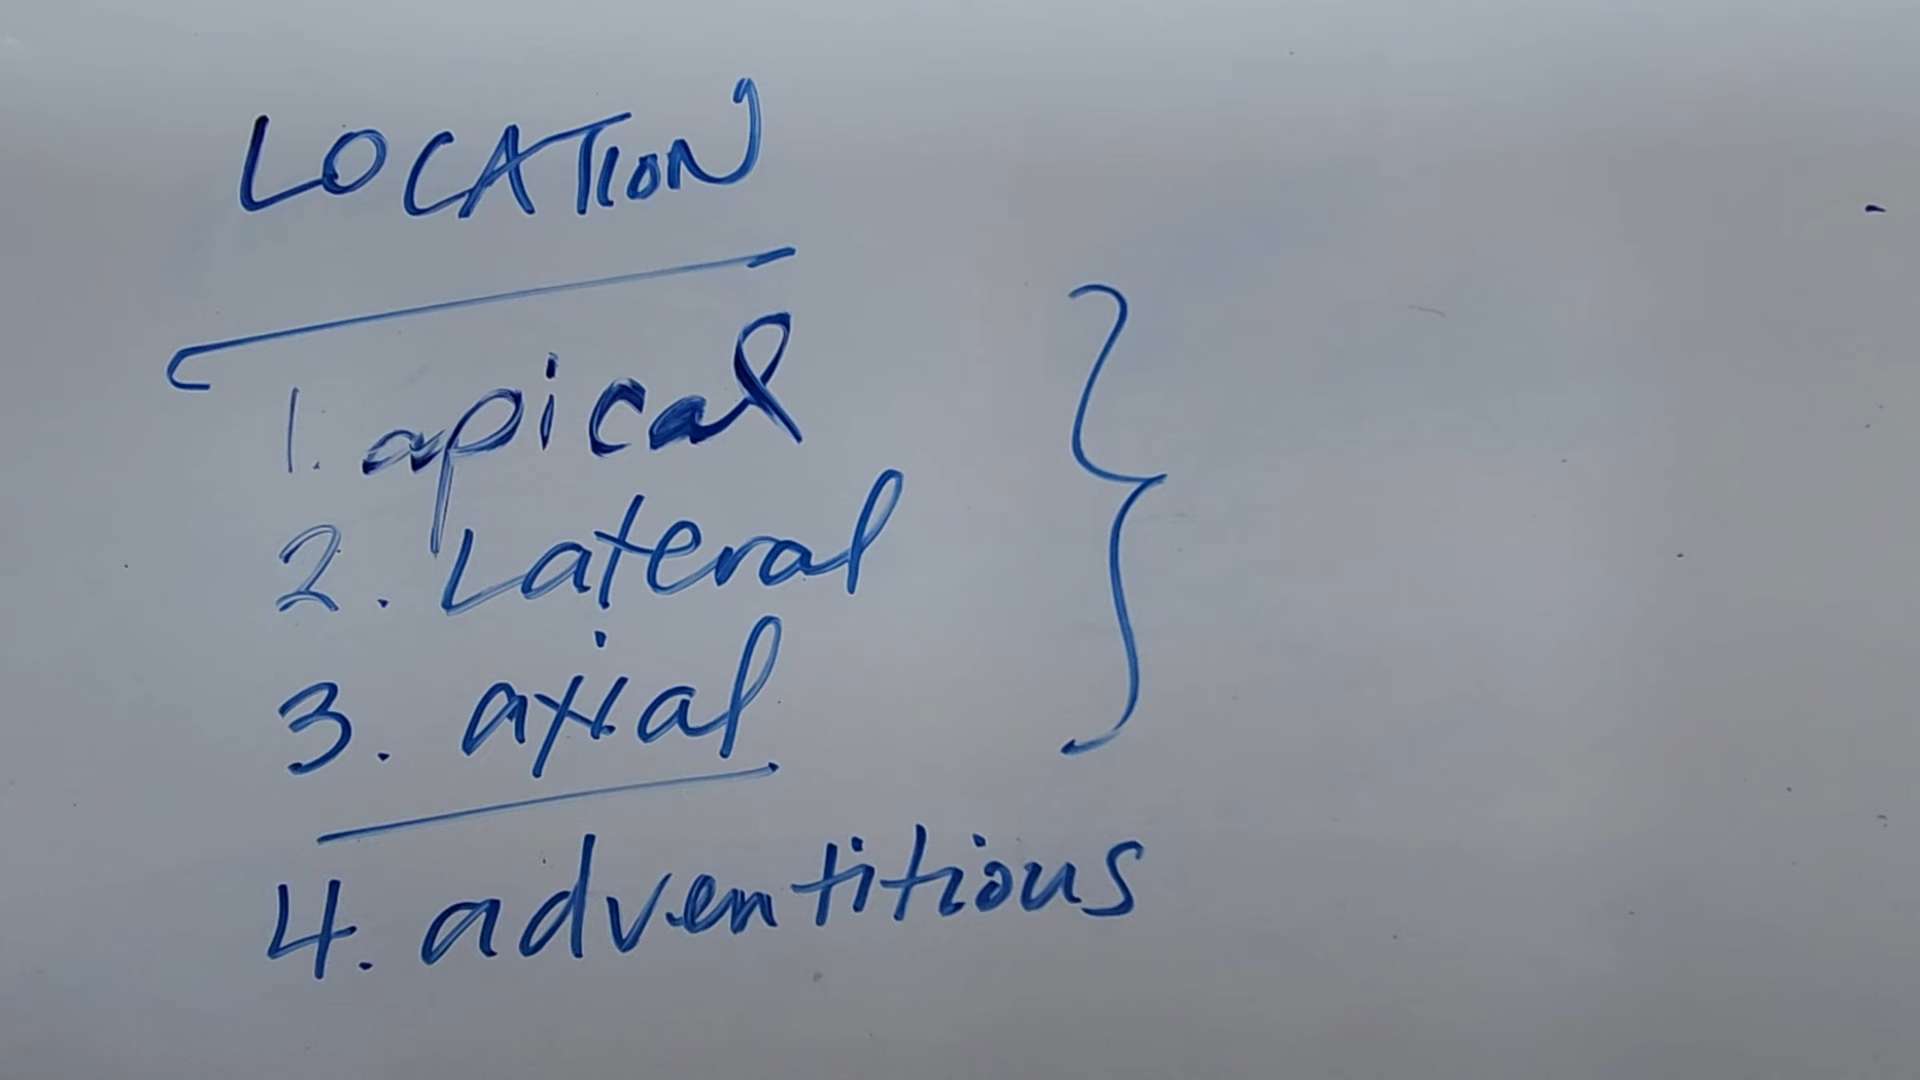 LOCATION
1. apical
2. Lateral
3. axial
4. adventitious